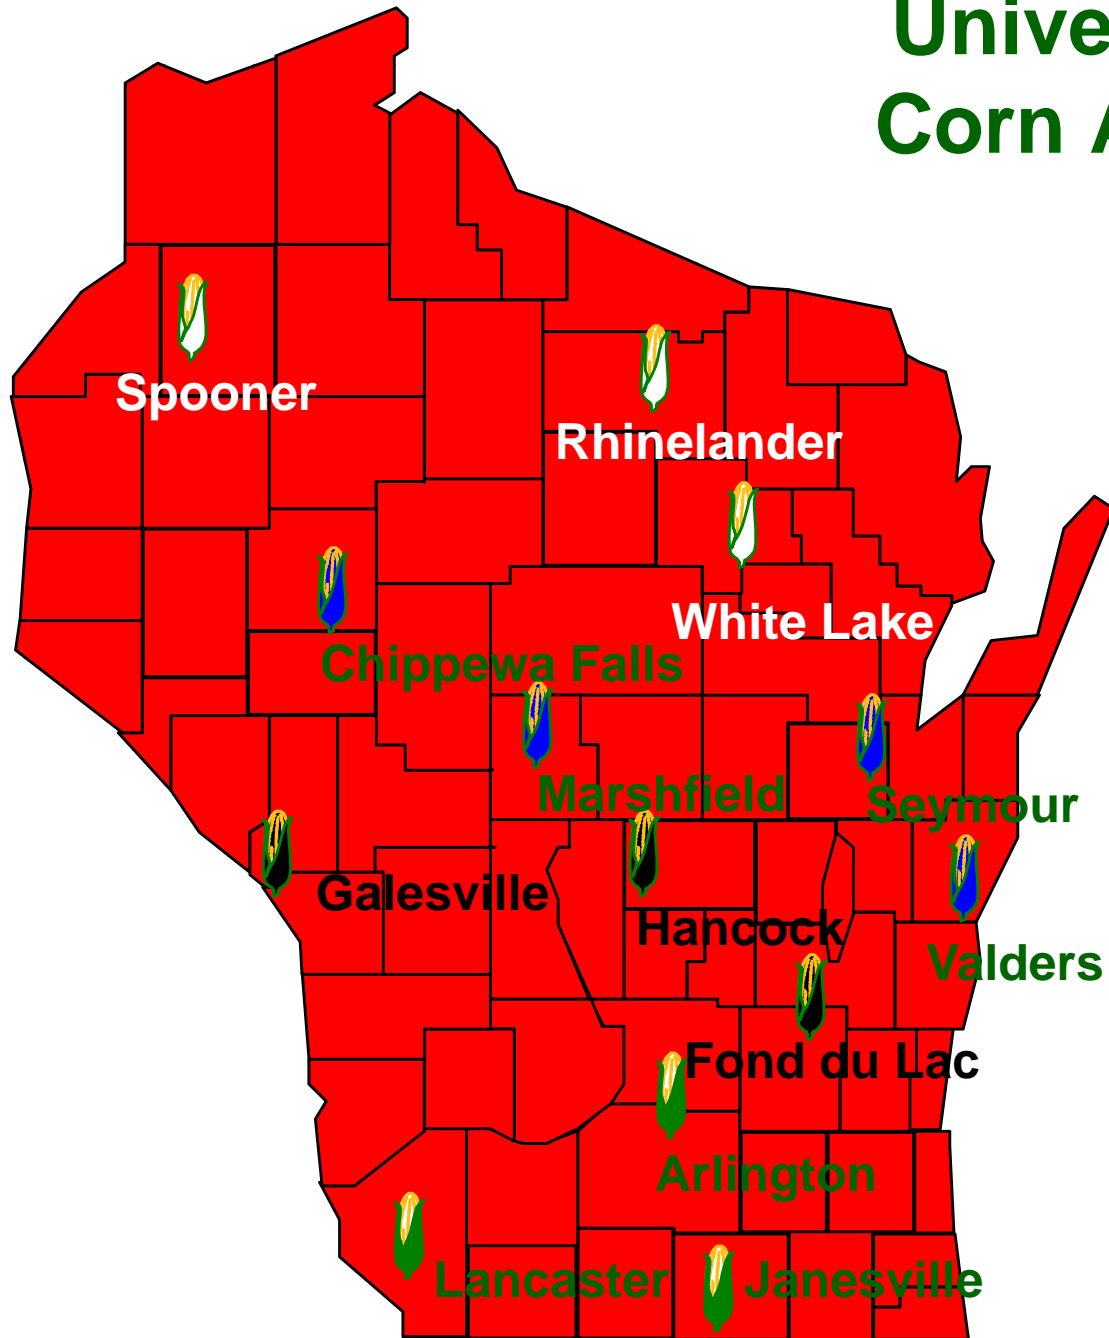 Unive
Corn A
Spooner
Rhinelander
White Lake
Chippewa Falls
Marshfield
Seymour
Galesville
Hancock
Valders
Fond du Lac
Arlington
Lancaster
Janesville